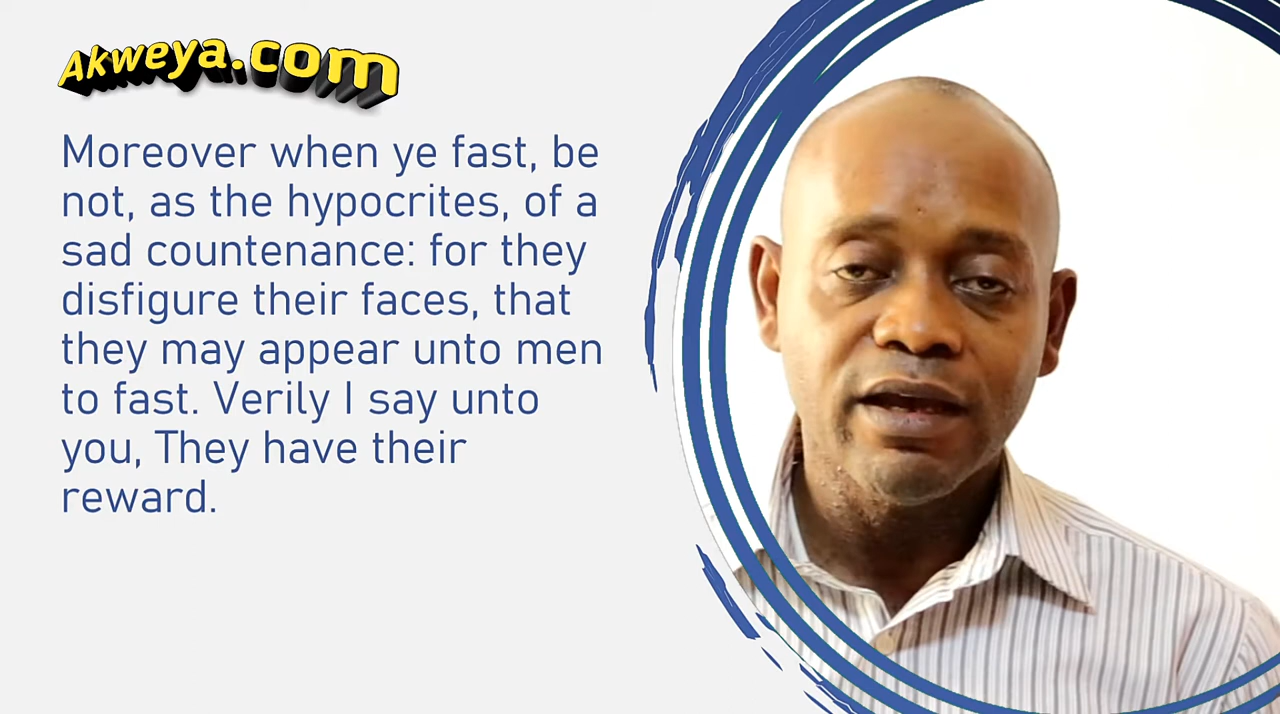 Akweya.com
Moreover when ye fast, be
not, as the hypocrites, of a
sad countenance: for they
disfigure their faces, that
they may appear unto men
to fast. Verily I say unto
you, They have their
reward.